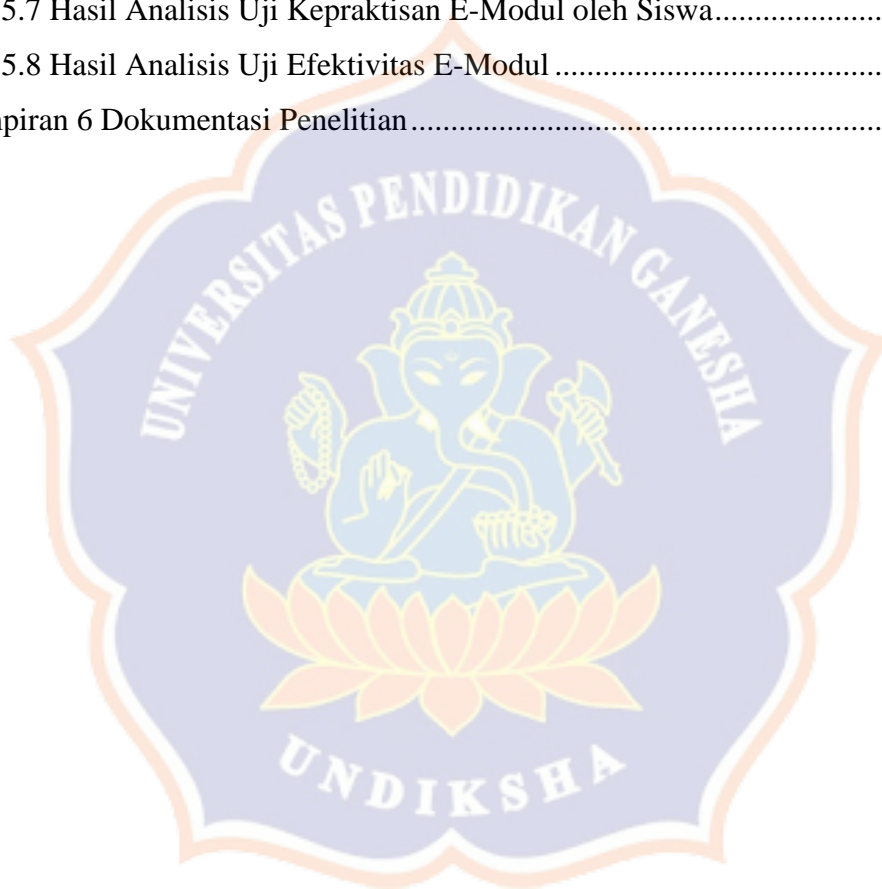 5.7 Hasil Analisis Uji Kepraktisan E-Modul oleh Siswa.....................
5.8 Hasil Analisis Uji Efektivitas E-Modul.........................................
piran 6 Dokumentasi Penelitian...........................................................
UNIVERSITAS PENDIDIKAN GANESHA
UNDIKSHA